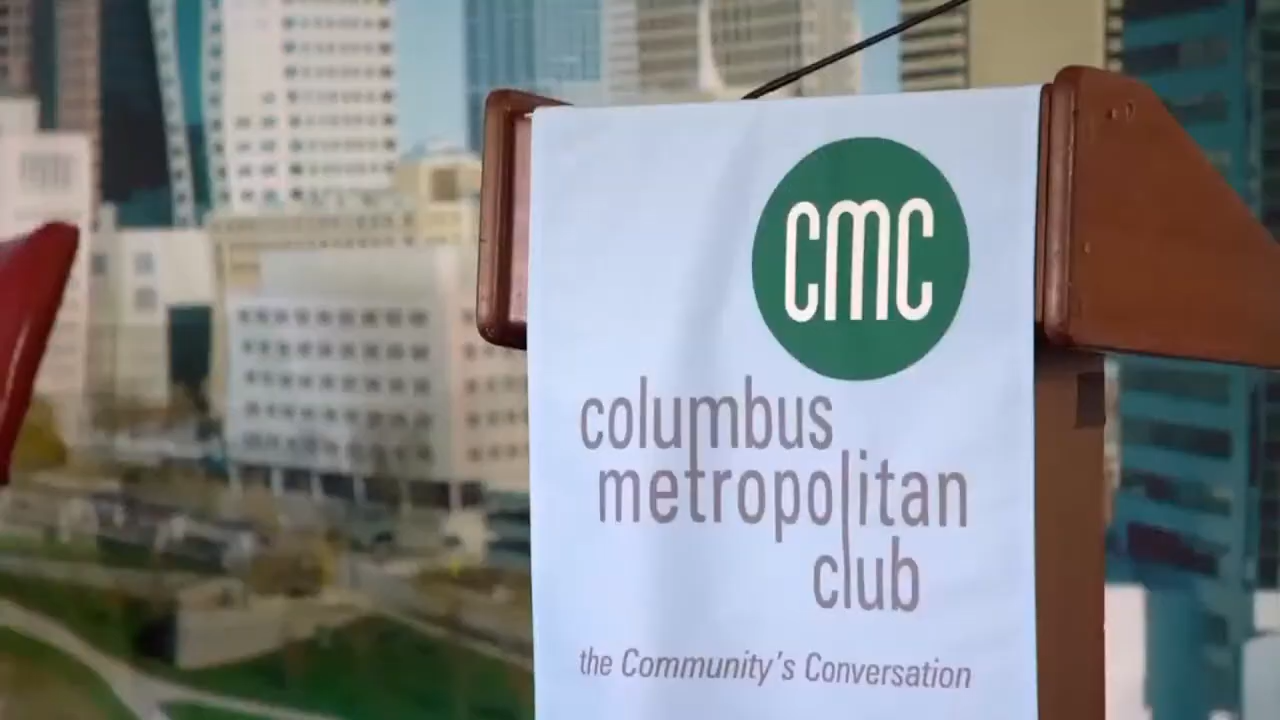 cmc
columbus
metropolitan
club
the Community's Conversation